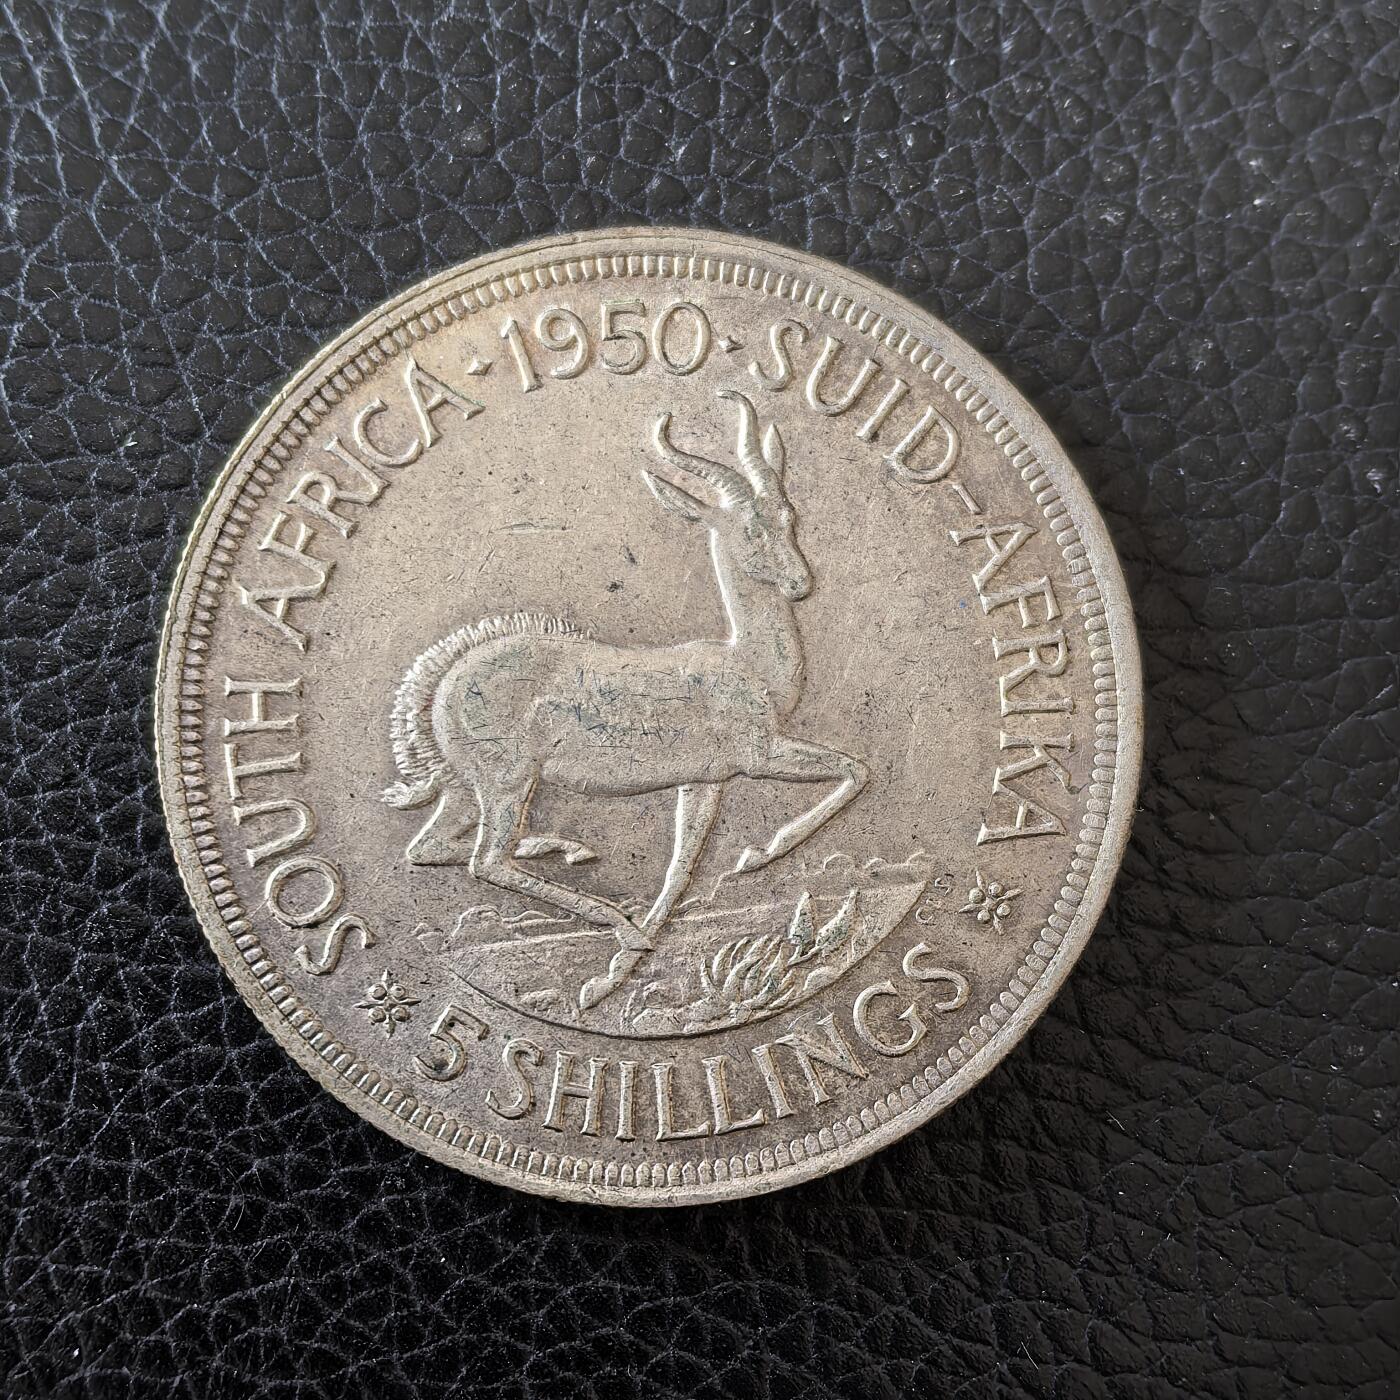 SOUTH AFRICA · 1950 · SUID-AFRIKA
5 SHILLINGS